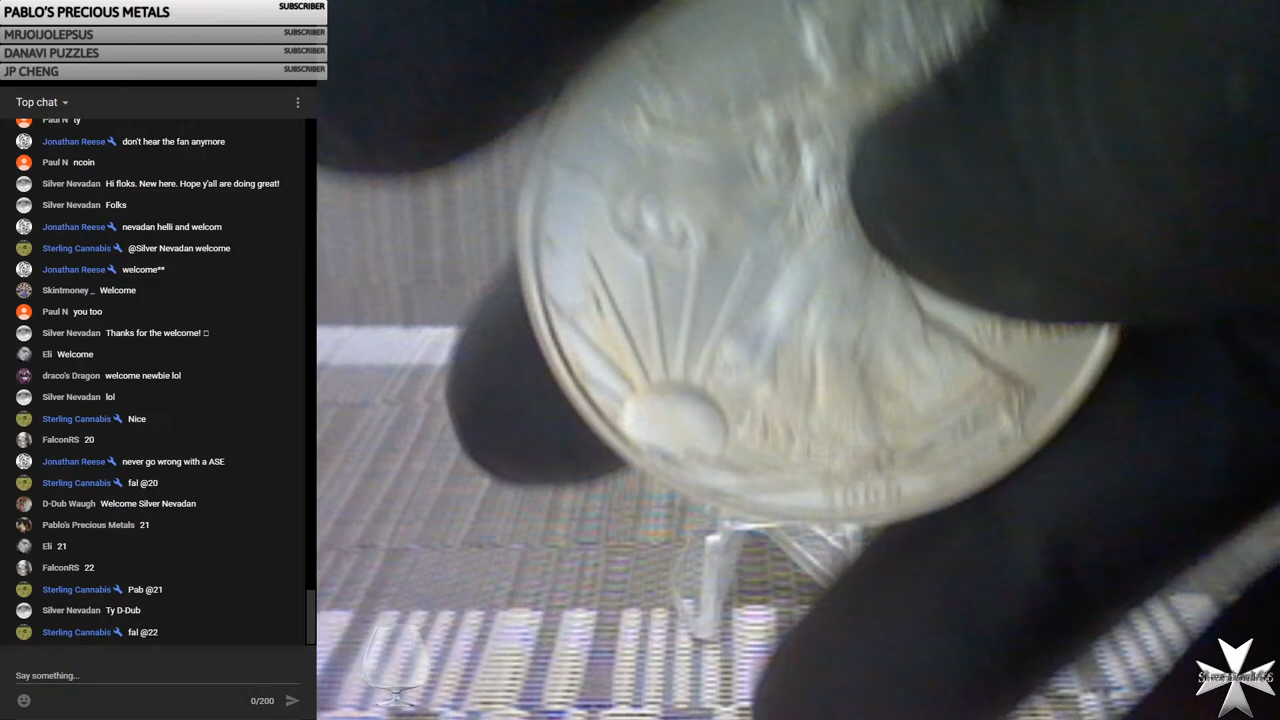 PABLO'S PRECIOUS METALS SUBSCRIBER
MRJOIJOLEPSUS SUBSCRIBER
DANAVI PUZZLES SUBSCRIBER
JP CHENG SUBSCRIBER
Top chat
Paul N ty
Jonathan Reese don't hear the fan anymore
Paul N ncoin
Silver Nevadan Hi floks. New here. Hope y'all are doing great!
Silver Nevadan Folks
Jonathan Reese nevadan helli and welcom
Sterling Cannabis @Silver Nevadan welcome
Jonathan Reese welcome**
Skintmoney _ Welcome
Paul N you too
Silver Nevadan Thanks for the welcome! □
Eli Welcome
draco's Dragon welcome newbie lol
Silver Nevadan lol
Sterling Cannabis Nice
FalconRS 20
Jonathan Reese never go wrong with a ASE
Sterling Cannabis fal @20
D-Dub Waugh Welcome Silver Nevadan
Pablo's Precious Metals 21
Eli 21
FalconRS 22
Sterling Cannabis Pab @21
Silver Nevadan Ty D-Dub
Sterling Cannabis fal @22
Say something...
0/200